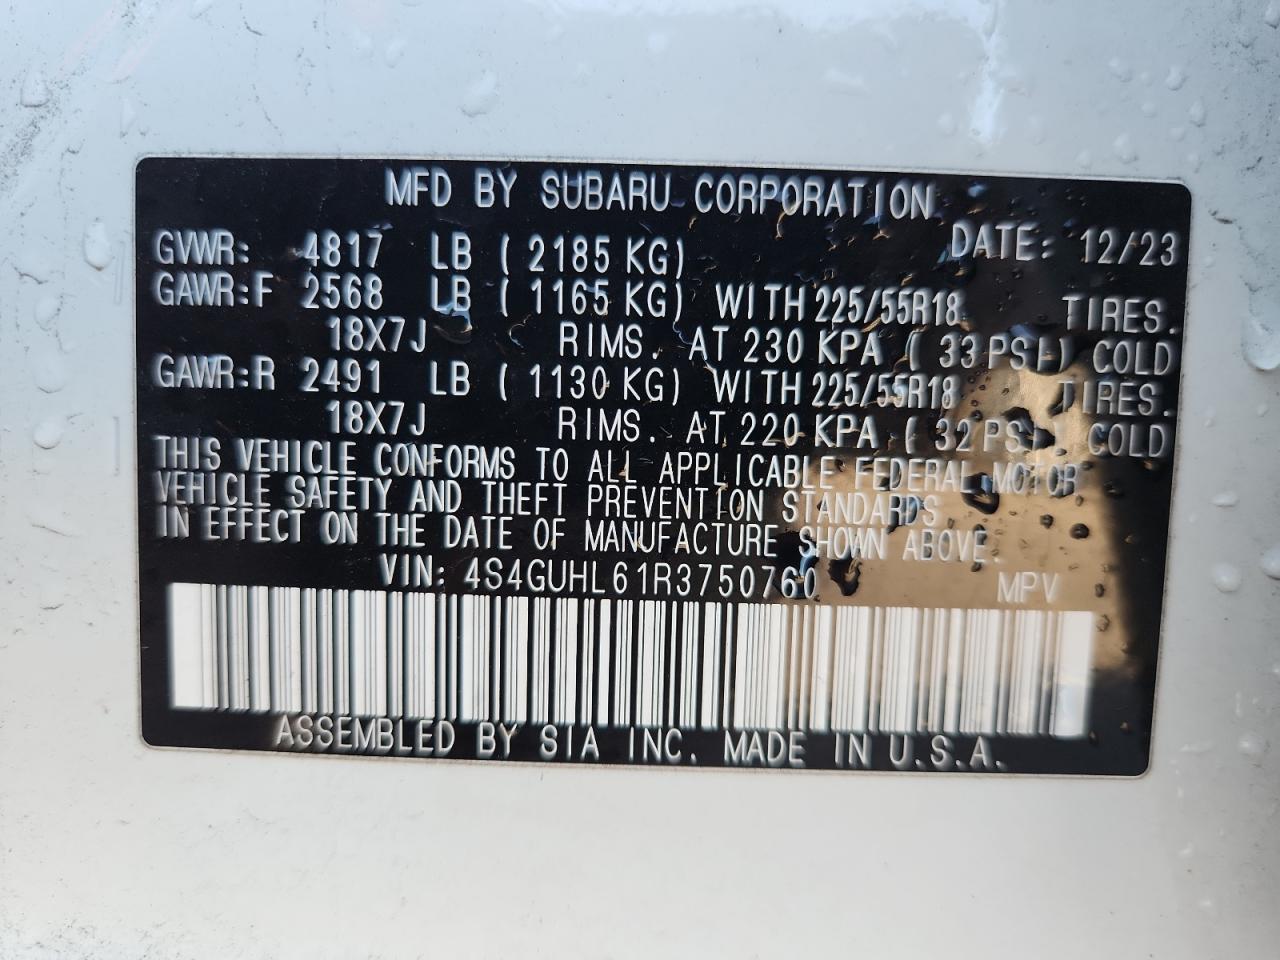 MFD BY SUBARU CORPORATION
GVWR: 4817 LB ( 2185 KG) DATE: 12/23
GAWR:F 2568 LB ( 1165 KG) WITH 225/55R18 TIRES.
18X7J RIMS. AT 230 KPA ( 33 PSI) COLD
GAWR:R 2491 LB ( 1130 KG) WITH 225/55R18 TIRES.
18X7J RIMS. AT 220 KPA ( 32 PSI) COLD
THIS VEHICLE CONFORMS TO ALL APPLICABLE FEDERAL MOTOR
VEHICLE SAFETY AND THEFT PREVENTION STANDARDS
IN EFFECT ON THE DATE OF MANUFACTURE SHOWN ABOVE.
VIN: 4S4GUHL61R3750760 MPV
ASSEMBLED BY SIA INC. MADE IN U.S.A.